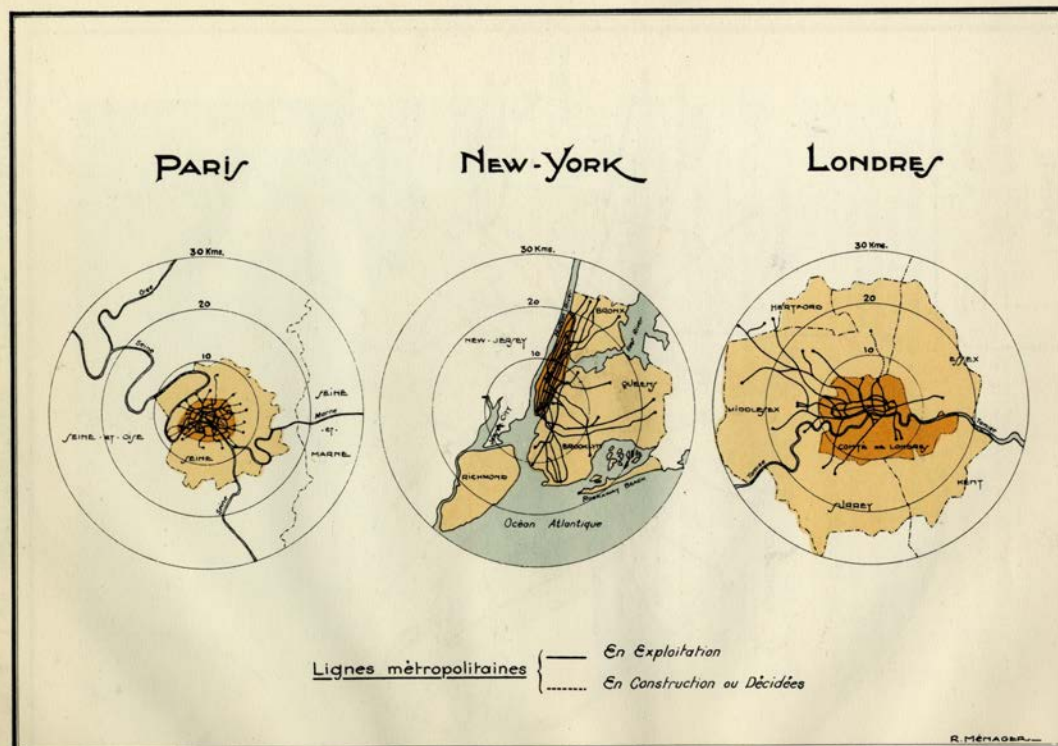 PARIS
30 Kms.
20
10
Oise
Seine
SEINE-ET-OISE
SEINE
Marne
SEINE
-ET-
MARNE
Seine
NEW-YORK
30 Kms.
20
10
NEW-JERSEY
BRONX
QUEENS
BROOKLYN
RICHMOND
ROCKAWAY BEACH
Océan Atlantique
LONDRES
30 Kms.
20
10
HERTFORD
ESSEX
MIDDLESEX
COMTÉ DE LONDRES
Tamise
KENT
SURREY
Lignes métropolitaines
En Exploitation
En Construction ou Décidées
R. MÉNAGER